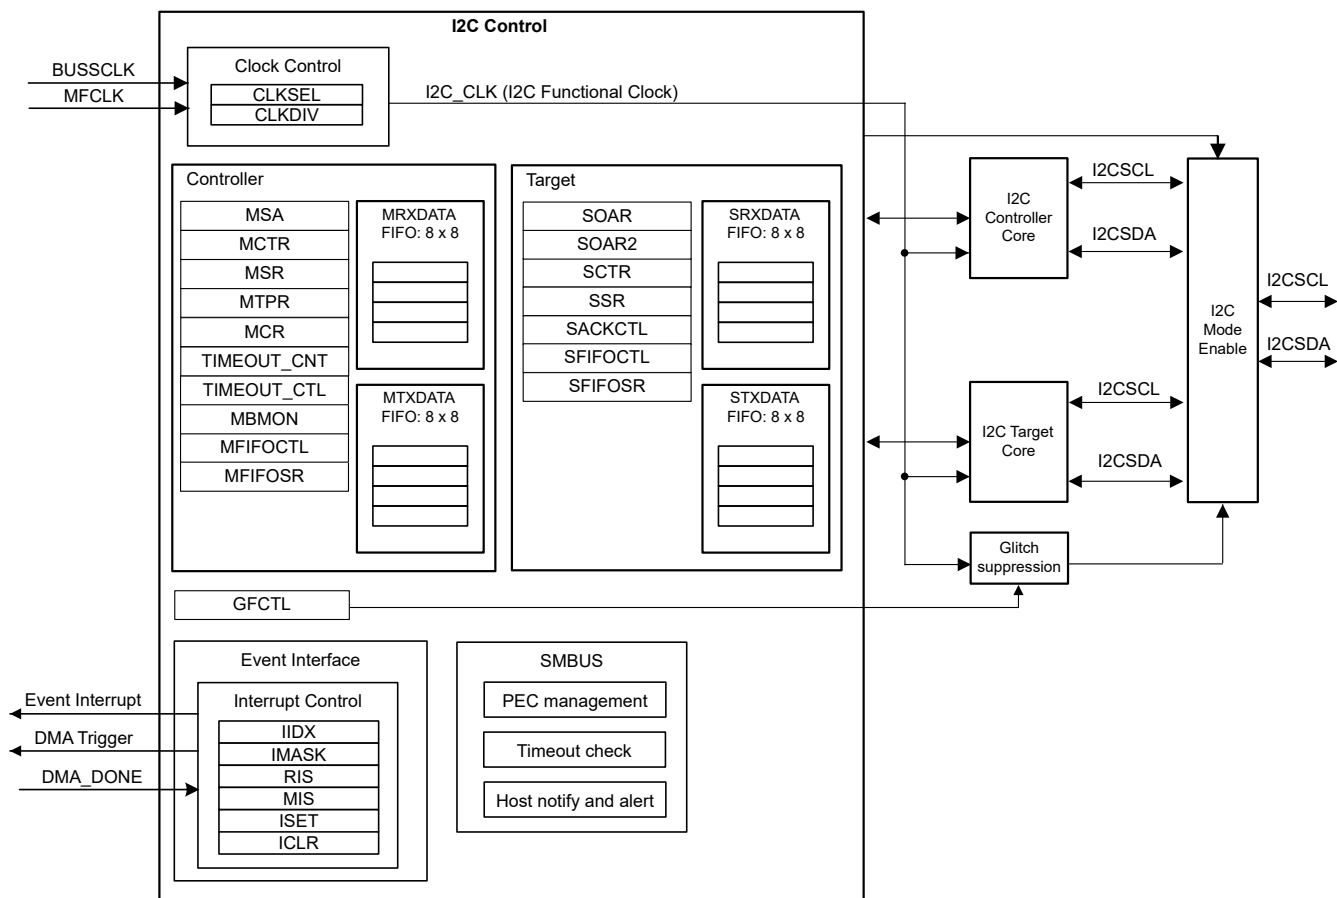 I2C Control
BUSSCLK
MFCLK
Clock Control
CLKSEL
CLKDIV
I2C_CLK (I2C Functional Clock)
Controller
MSA
MCTR
MSR
MTPR
MCR
TIMEOUT_CNT
TIMEOUT_CTL
MBMON
MFIFOCTL
MFIFOSR
MRXDATA
FIFO: 8 x 8
MTXDATA
FIFO: 8 x 8
Target
SOAR
SOAR2
SCTR
SSR
SACKCTL
SFIFOCTL
SFIFOSR
SRXDATA
FIFO: 8 x 8
STXDATA
FIFO: 8 x 8
I2C
Controller
Core
I2CSCL
I2CSDA
I2C Target
Core
I2CSCL
I2CSDA
Glitch
suppression
I2C
Mode
Enable
I2CSCL
I2CSDA
GFCTL
Event Interface
Interrupt Control
IIDX
IMASK
RIS
MIS
ISET
ICLR
Event Interrupt
DMA Trigger
DMA_DONE
SMBUS
PEC management
Timeout check
Host notify and alert